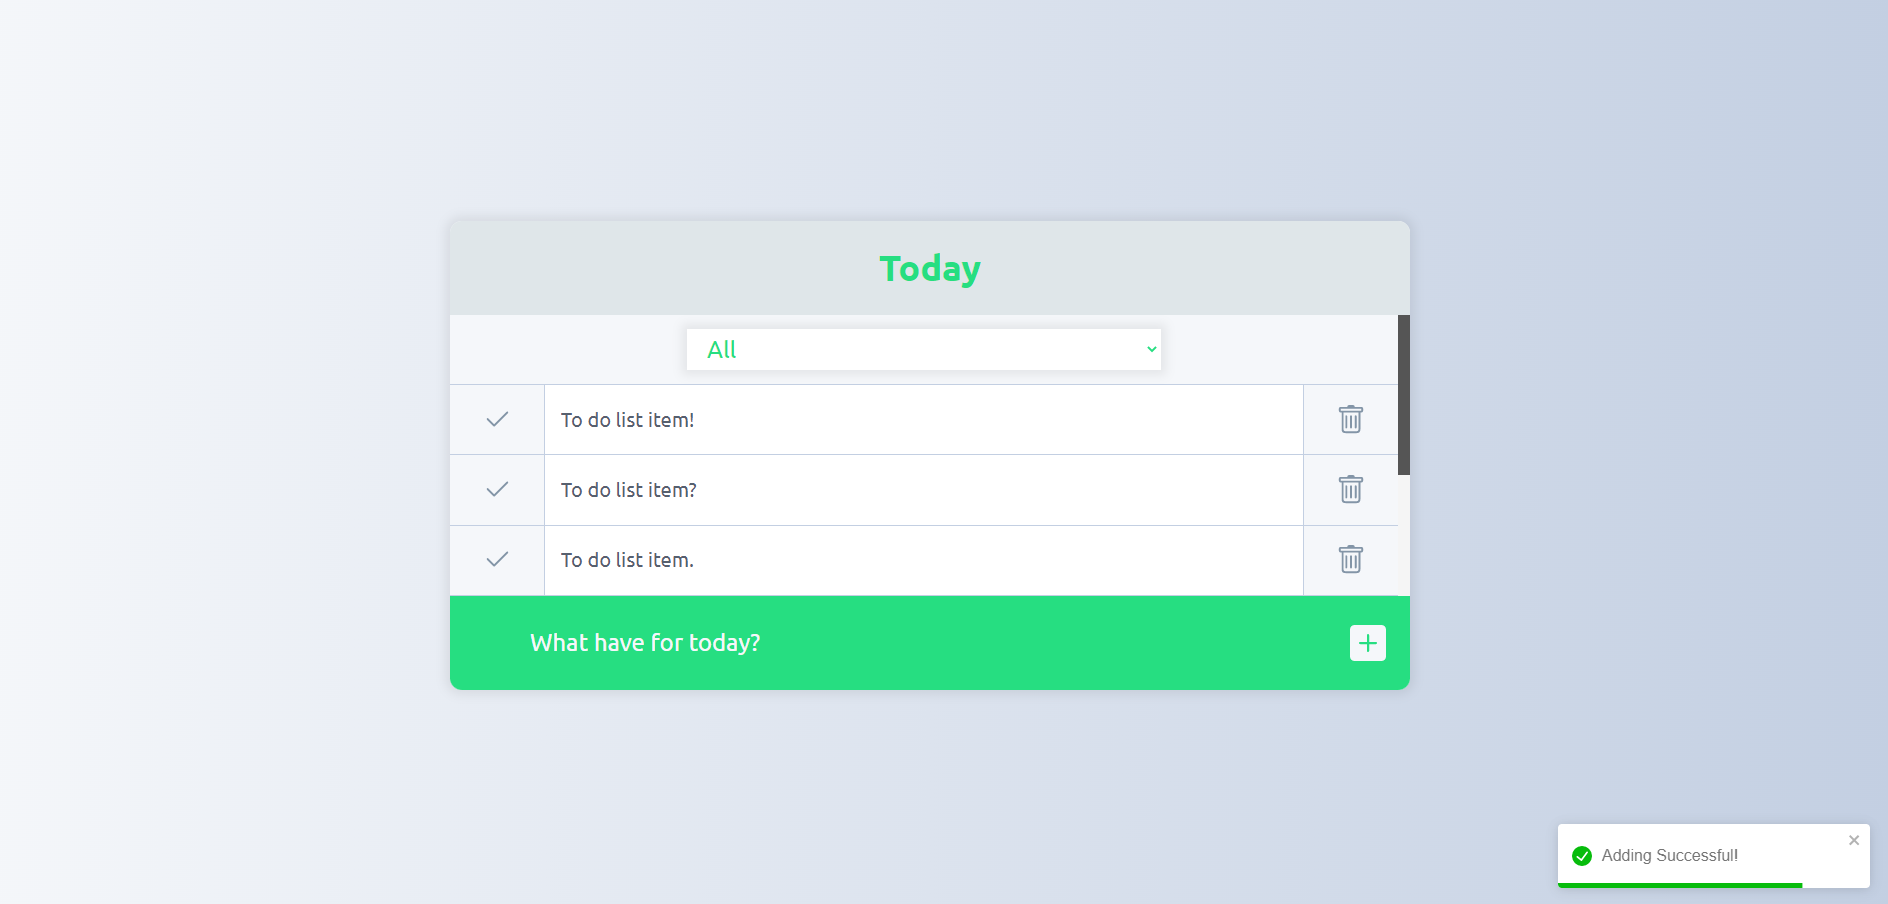 Today
All
To do list item!
To do list item?
To do list item.
What have for today?
Adding Successful!